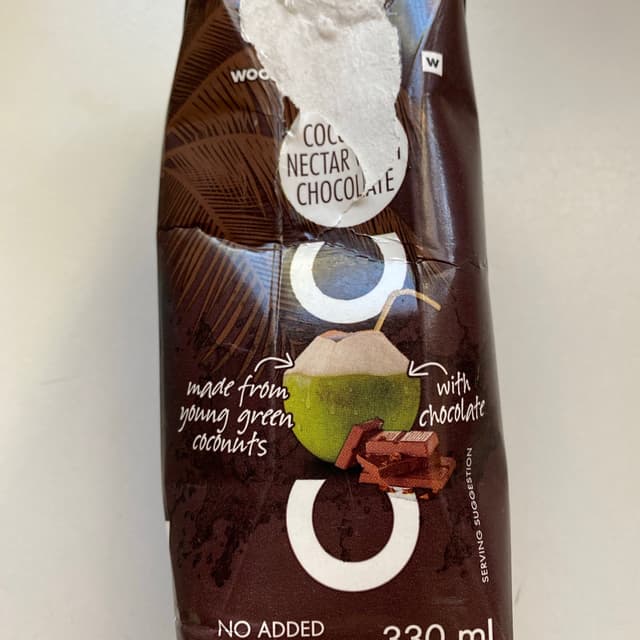 W
NECTAR
CHOCOLATE
made from
young green
coconuts
with
chocolate
SERVING SUGGESTION
NO ADDED
330 ml